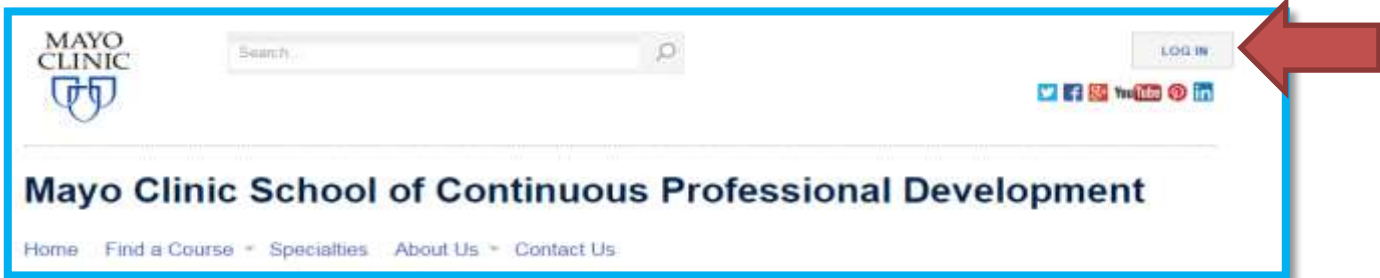 MAYO
CLINIC
Search...
LOG IN
YouTube
Mayo Clinic School of Continuous Professional Development
Home Find a Course Specialties About Us Contact Us